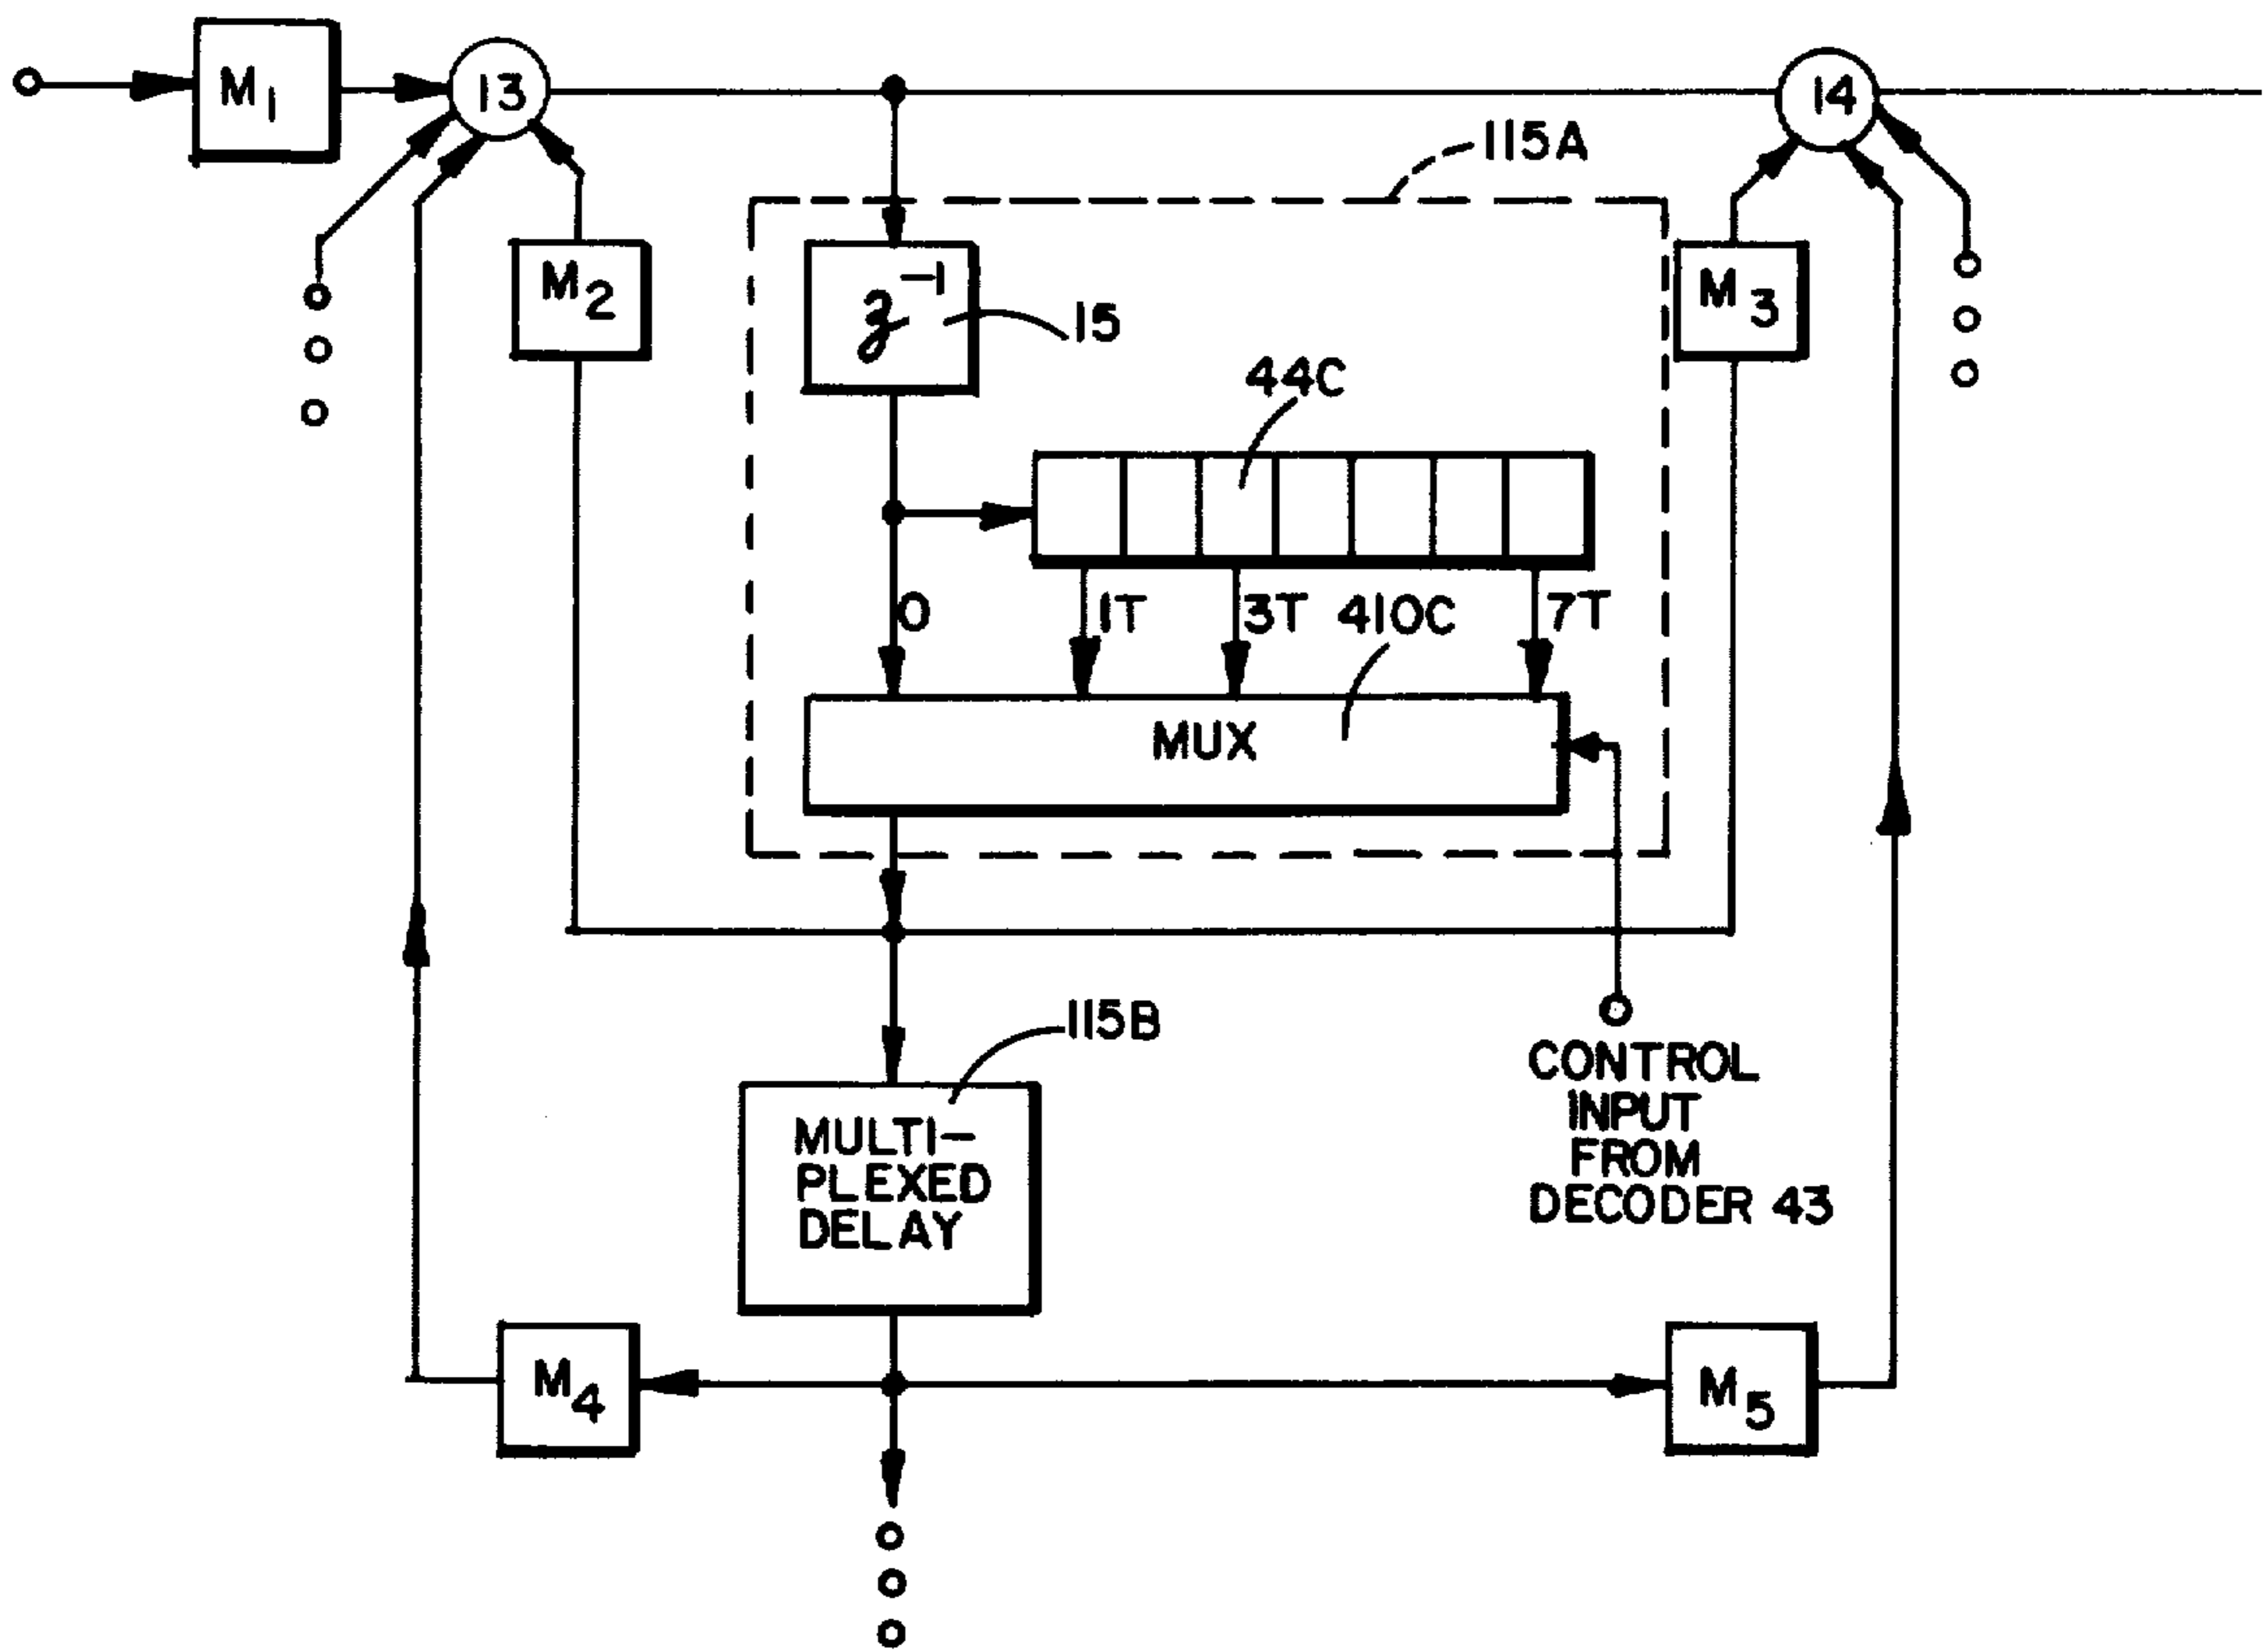 M1
13
14
115A
M2
z-1
15
M3
44C
0
1T
3T
410C
7T
MUX
115B
CONTROL
INPUT
FROM
DECODER 43
MULTI-
PLEXED
DELAY
M4
M5